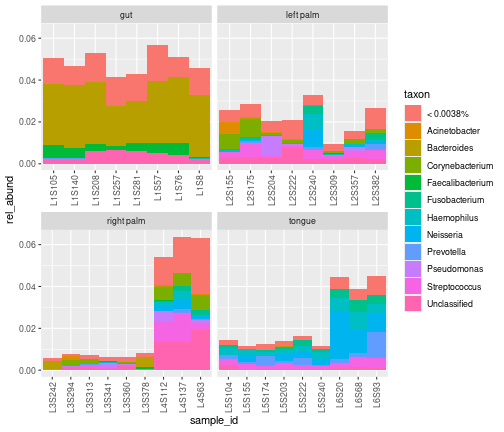 gut
left palm
0.06
0.04
0.02
0.00
L1S105
L1S140
L1S208
L1S257
L1S281
L1S57
L1S76
L1S8
L2S155
L2S175
L2S204
L2S222
L2S240
L2S309
L2S357
L2S382
rel_abund
right palm
tongue
0.06
0.04
0.02
0.00
L3S242
L3S294
L3S313
L3S341
L3S360
L3S378
L4S112
L4S137
L4S63
L5S104
L5S155
L5S174
L5S203
L5S222
L5S240
L6S20
L6S68
L6S93
sample_id
taxon
< 0.0038%
Acinetobacter
Bacteroides
Corynebacterium
Faecalibacterium
Fusobacterium
Haemophilus
Neisseria
Prevotella
Pseudomonas
Streptococcus
Unclassified